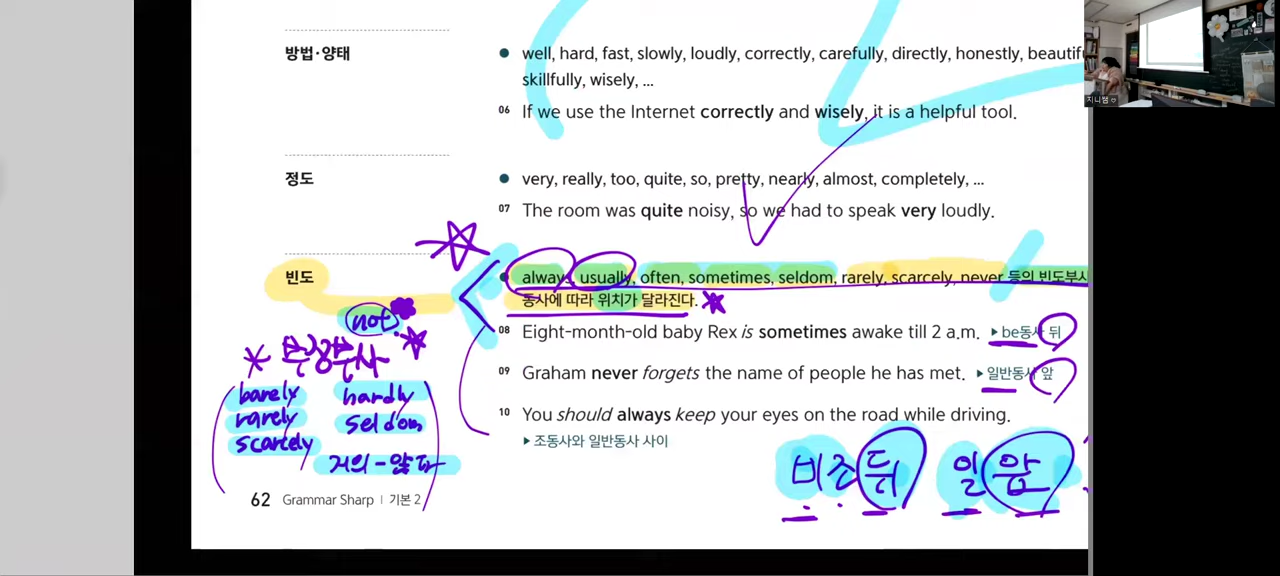 방법·양태
● well, hard, fast, slowly, loudly, correctly, carefully, directly, honestly, beautif
skillfully, wisely, ...
06 If we use the Internet correctly and wisely, it is a helpful tool.
정도
● very, really, too, quite, so, pretty, nearly, almost, completely, ...
07 The room was quite noisy, so we had to speak very loudly.
빈도
● always, usually, often, sometimes, seldom, rarely, scarcely, never 등의 빈도부사
동사에 따라 위치가 달라진다.
08 Eight-month-old baby Rex is sometimes awake till 2 a.m. ▶ be동사 뒤
09 Graham never forgets the name of people he has met. ▶ 일반동사 앞
10 You should always keep your eyes on the road while driving.
▶ 조동사와 일반동사 사이
not
부정부사
barely hardly
rarely seldom
scarcely
거의 - 않다
비조뒤 일앞
62 Grammar Sharp | 기본 2
지니쌤